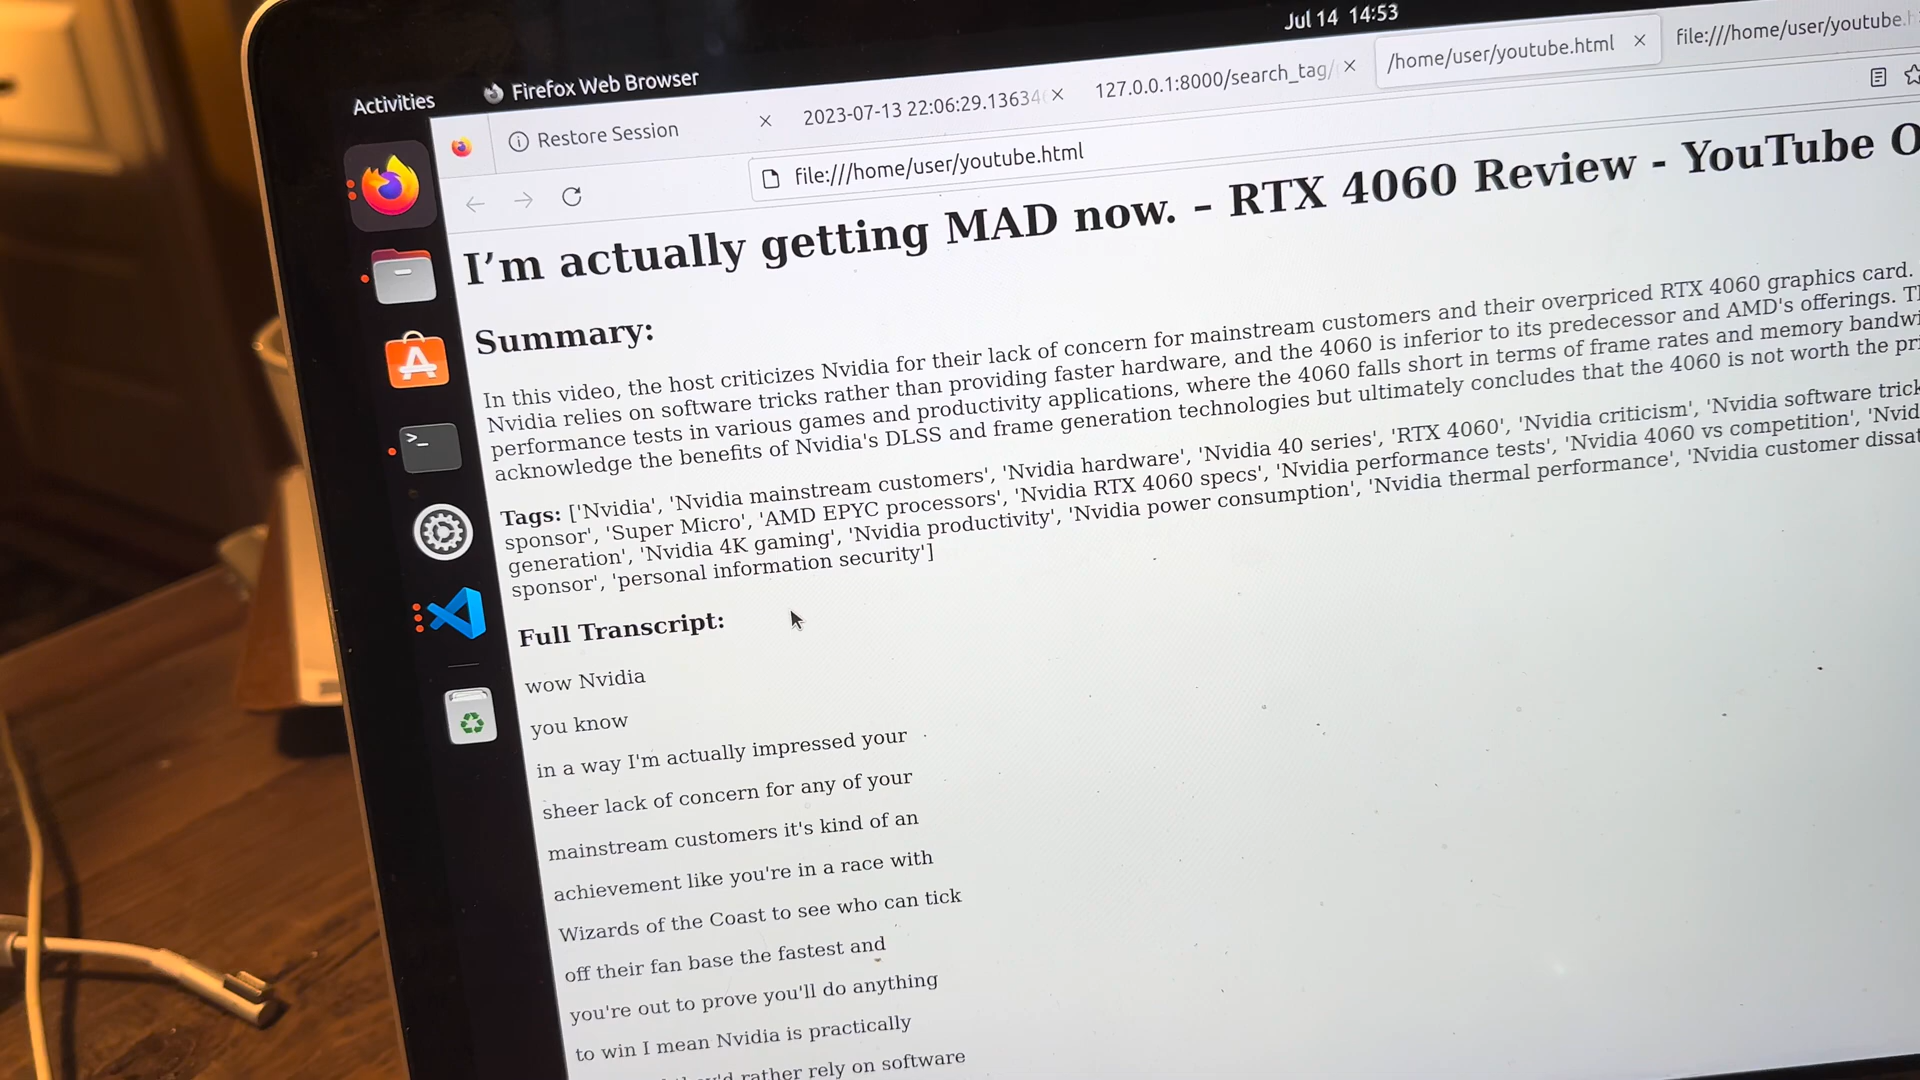 Jul 14 14:53
Activities
Firefox Web Browser
Restore Session
2023-07-13 22:06:29.13634
127.0.0.1:8000/search_tag/
/home/user/youtube.html
file:///home/user/youtube.
file:///home/user/youtube.html
I’m actually getting MAD now. – RTX 4060 Review - YouTube O
Summary:
In this video, the host criticizes Nvidia for their lack of concern for mainstream customers and their overpriced RTX 4060 graphics card.
Nvidia relies on software tricks rather than providing faster hardware, and the 4060 is inferior to its predecessor and AMD's offerings. T
performance tests in various games and productivity applications, where the 4060 falls short in terms of frame rates and memory bandwi
acknowledge the benefits of Nvidia's DLSS and frame generation technologies but ultimately concludes that the 4060 is not worth the pri
Tags: ['Nvidia', 'Nvidia mainstream customers', 'Nvidia hardware', 'Nvidia 40 series', 'RTX 4060', 'Nvidia criticism', 'Nvidia software trick
sponsor', 'Super Micro', 'AMD EPYC processors', 'Nvidia RTX 4060 specs', 'Nvidia performance tests', 'Nvidia 4060 vs competition', 'Nvid
generation', 'Nvidia 4K gaming', 'Nvidia productivity', 'Nvidia power consumption', 'Nvidia thermal performance', 'Nvidia customer dissat
sponsor', 'personal information security']
Full Transcript:
wow Nvidia
you know
in a way I'm actually impressed your
sheer lack of concern for any of your
mainstream customers it's kind of an
achievement like you're in a race with
Wizards of the Coast to see who can tick
off their fan base the fastest and
you're out to prove you'll do anything
to win I mean Nvidia is practically
rather rely on software